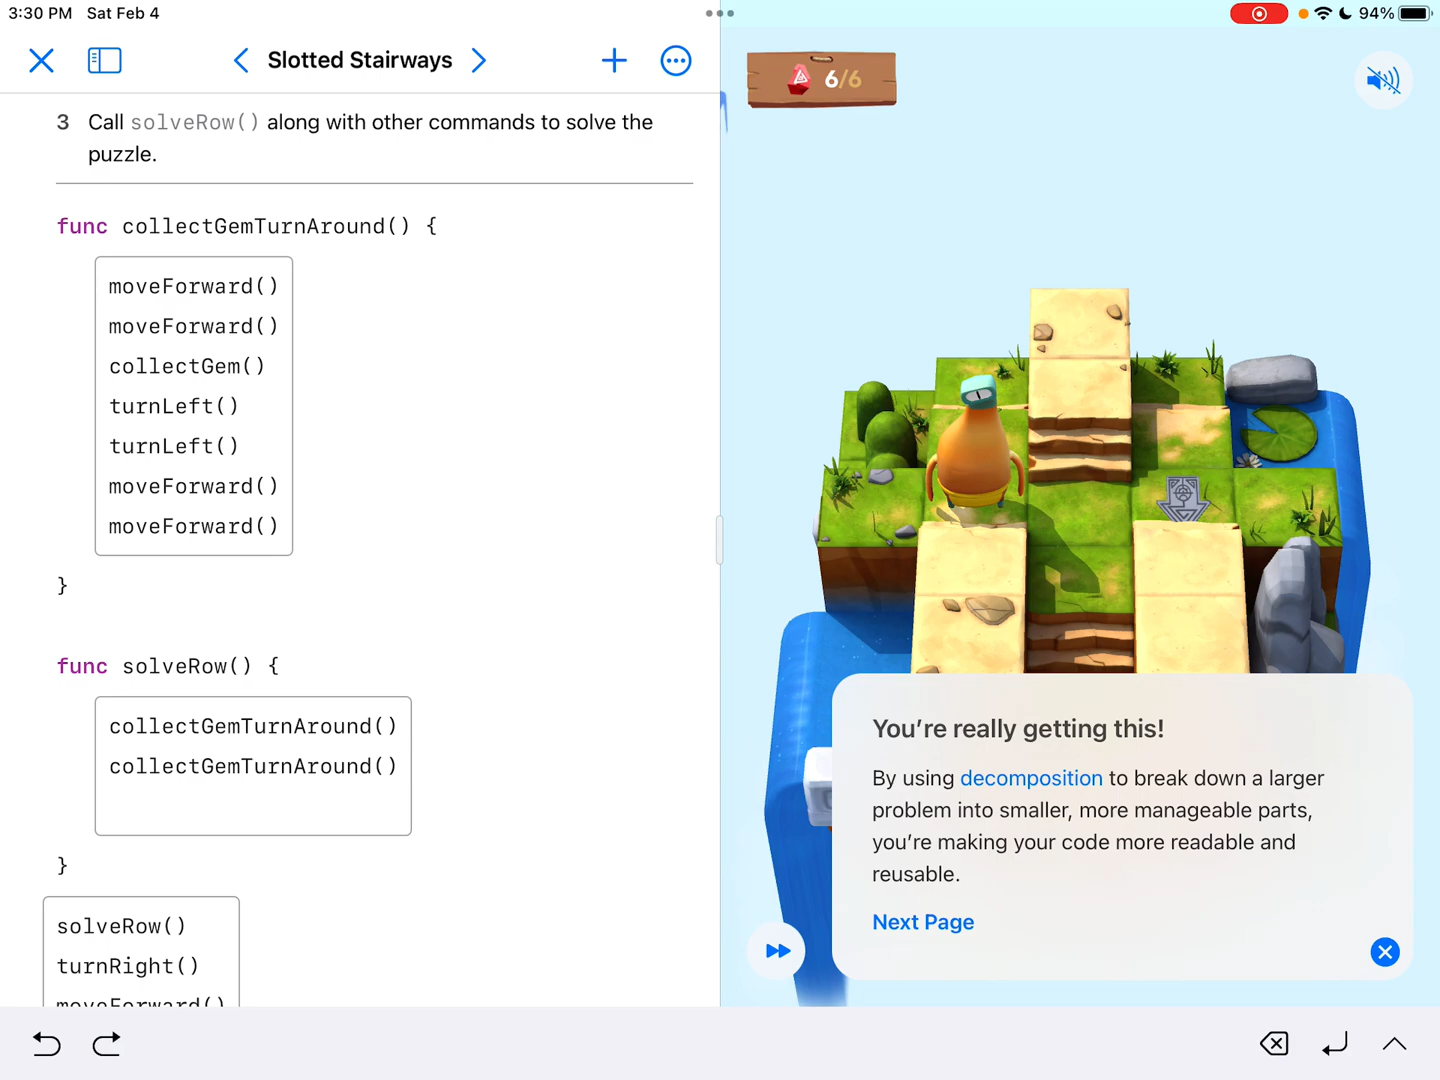 3:30 PM Sat Feb 4
94%
Slotted Stairways
3 Call solveRow() along with other commands to solve the
puzzle.
func collectGemTurnAround() {
moveForward()
moveForward()
collectGem()
turnLeft()
turnLeft()
moveForward()
moveForward()
}
func solveRow() {
collectGemTurnAround()
collectGemTurnAround()
}
solveRow()
turnRight()
moveForward()
6/6
You're really getting this!
By using decomposition to break down a larger
problem into smaller, more manageable parts,
you're making your code more readable and
reusable.
Next Page